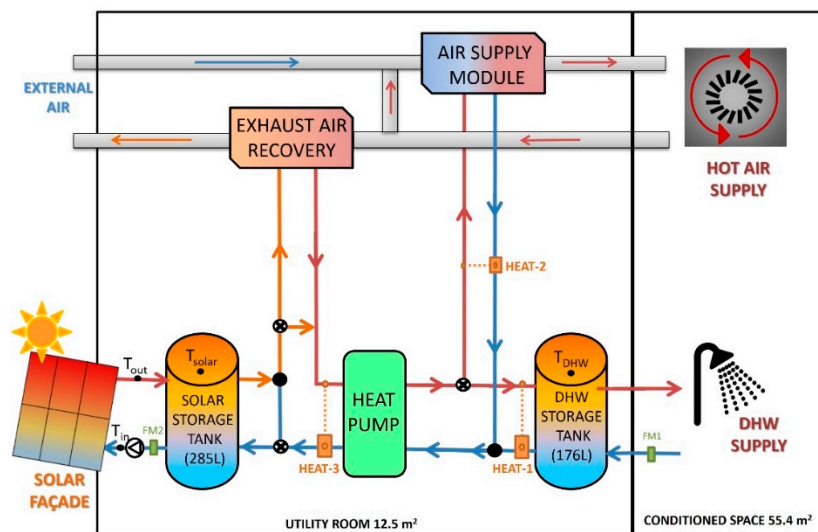 AIR SUPPLY
MODULE
EXTERNAL
AIR
EXHAUST AIR
RECOVERY
HOT AIR
SUPPLY
HEAT-2
Tout
Tsolar
TDHW
SOLAR
STORAGE
TANK
(285L)
HEAT
PUMP
DHW
STORAGE
TANK
(176L)
Tin
FM2
FM1
DHW
SUPPLY
HEAT-3
HEAT-1
SOLAR
FAÇADE
UTILITY ROOM 12.5 m²
CONDITIONED SPACE 55.4 m²